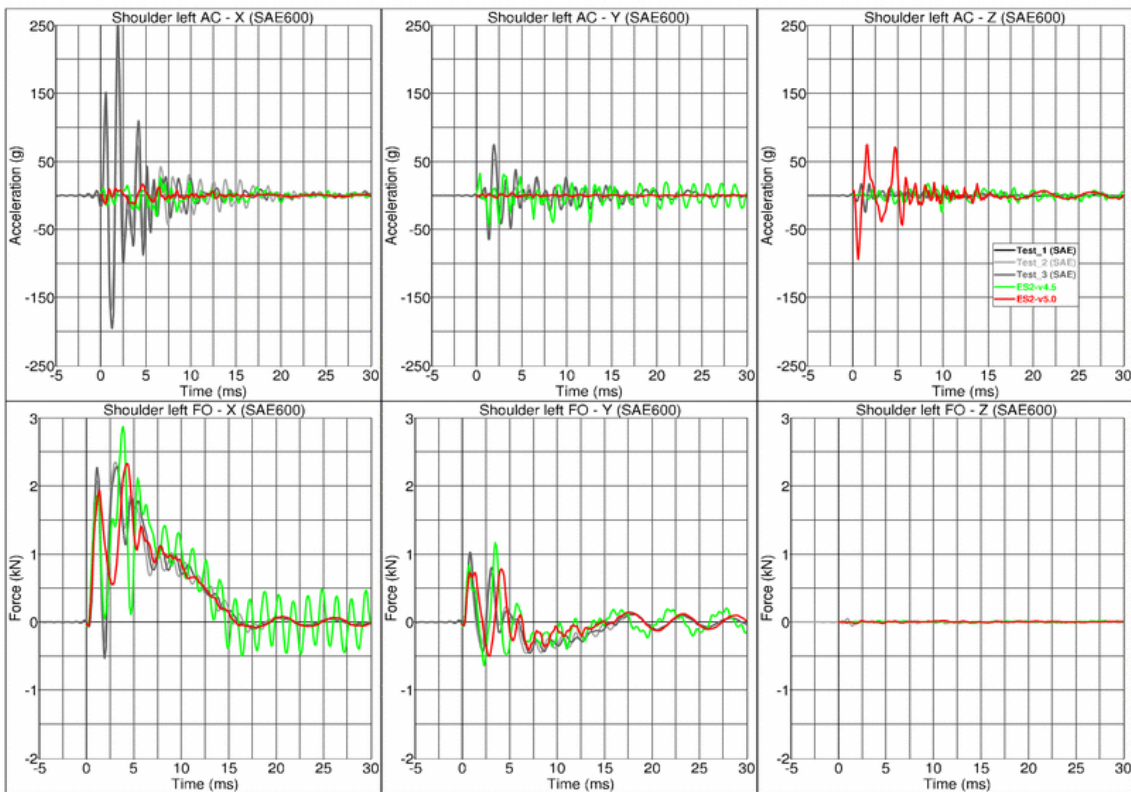 Shoulder left AC - X (SAE600)
Acceleration (g)
250
150
50
0
-50
-150
-250
-5 0 5 10 15 20 25 30
Time (ms)
Shoulder left AC - Y (SAE600)
Acceleration (g)
250
150
50
0
-50
-150
-250
-5 0 5 10 15 20 25 30
Time (ms)
Shoulder left AC - Z (SAE600)
Acceleration (g)
250
150
50
0
-50
-150
-250
-5 0 5 10 15 20 25 30
Time (ms)
Test_1 (SAE)
Test_2 (SAE)
Test_3 (SAE)
ES2-v4.5
ES2-v5.0
Shoulder left FO - X (SAE600)
Force (kN)
3
2
1
0
-1
-2
-5 0 5 10 15 20 25 30
Time (ms)
Shoulder left FO - Y (SAE600)
Force (kN)
3
2
1
0
-1
-2
-5 0 5 10 15 20 25 30
Time (ms)
Shoulder left FO - Z (SAE600)
Force (kN)
3
2
1
0
-1
-2
-5 0 5 10 15 20 25 30
Time (ms)